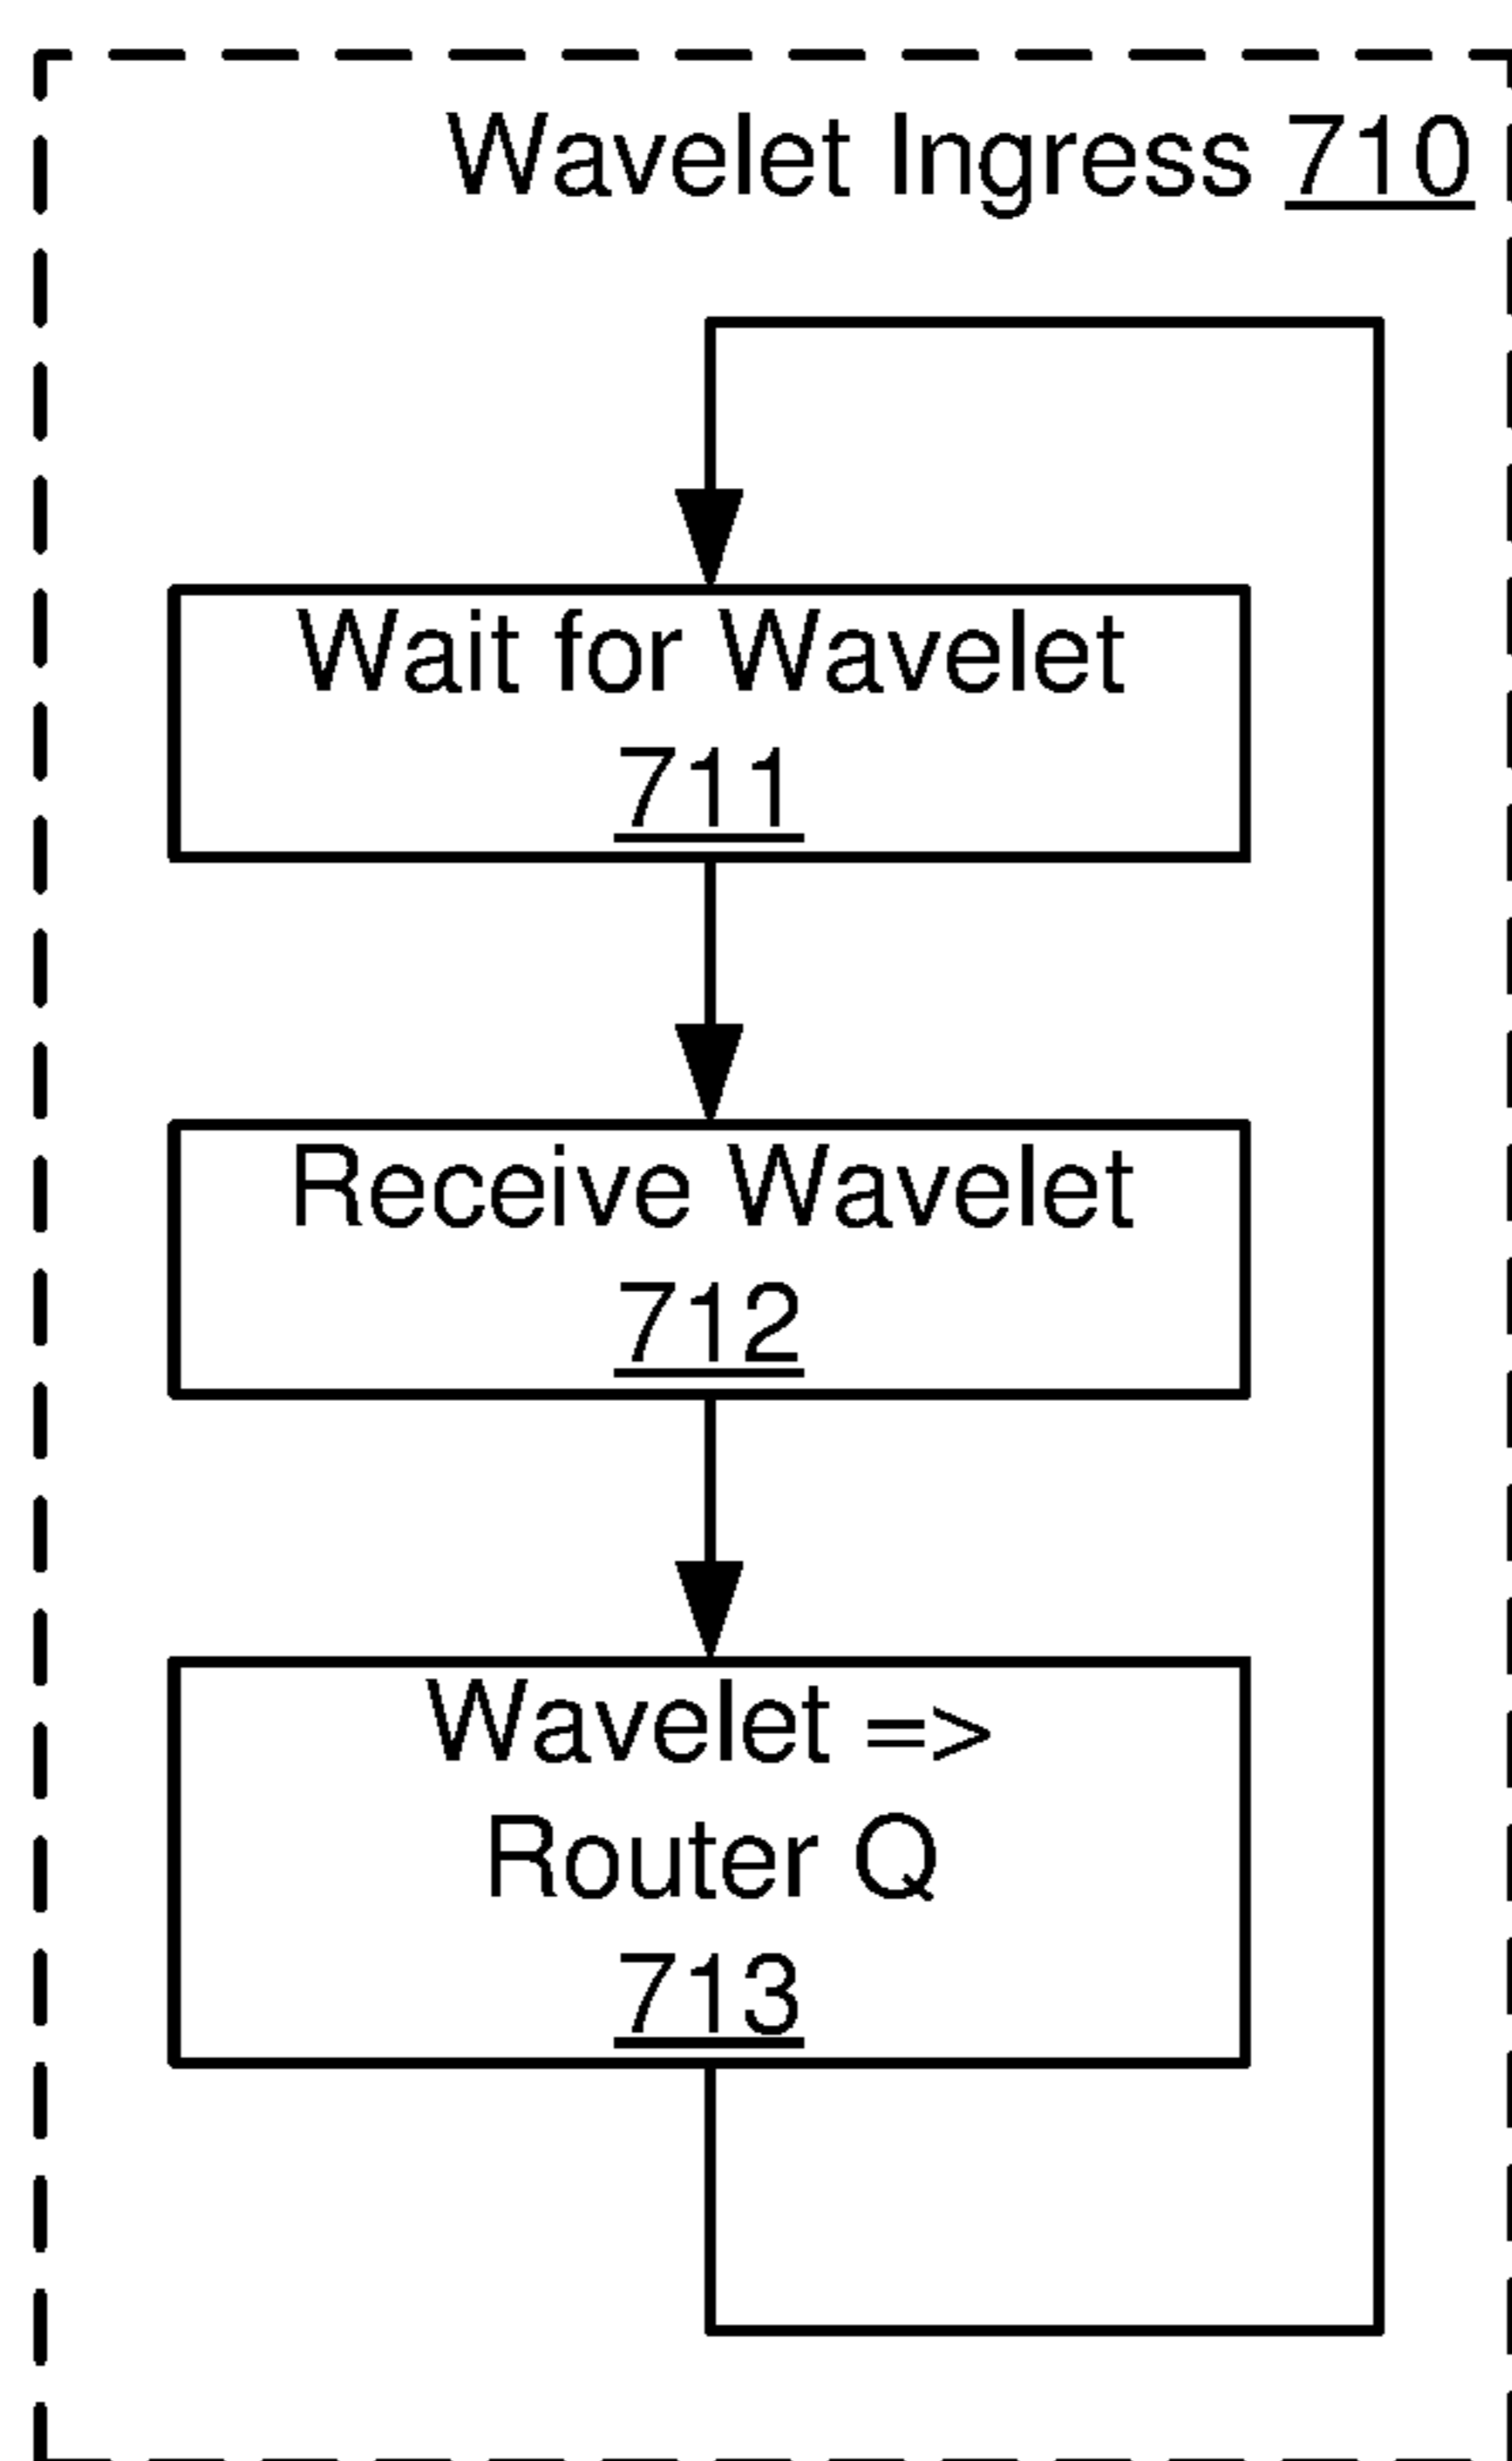 Wavelet Ingress 710
Wait for Wavelet
711
Receive Wavelet
712
Wavelet =>
Router Q
713